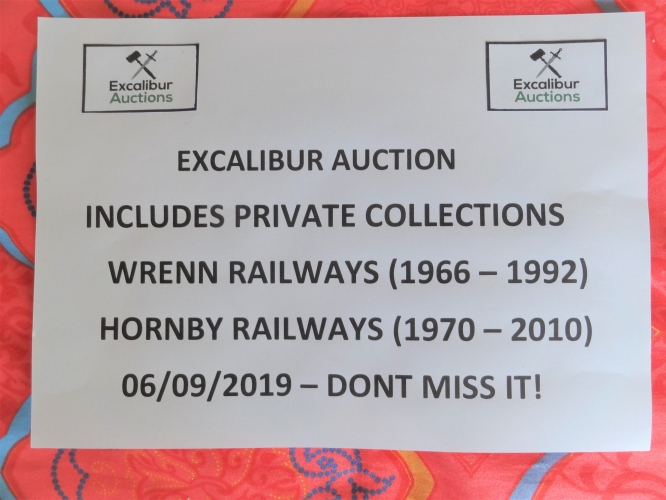 Excalibur
Auctions
Excalibur
Auctions
EXCALIBUR AUCTION
INCLUDES PRIVATE COLLECTIONS
WRENN RAILWAYS (1966 – 1992)
HORNBY RAILWAYS (1970 – 2010)
06/09/2019 – DONT MISS IT!